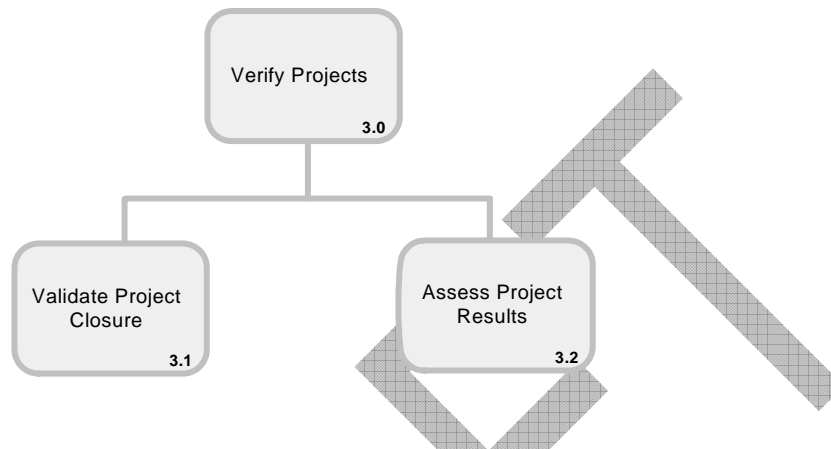 Verify Projects
3.0
Validate Project
Closure
3.1
Assess Project
Results
3.2